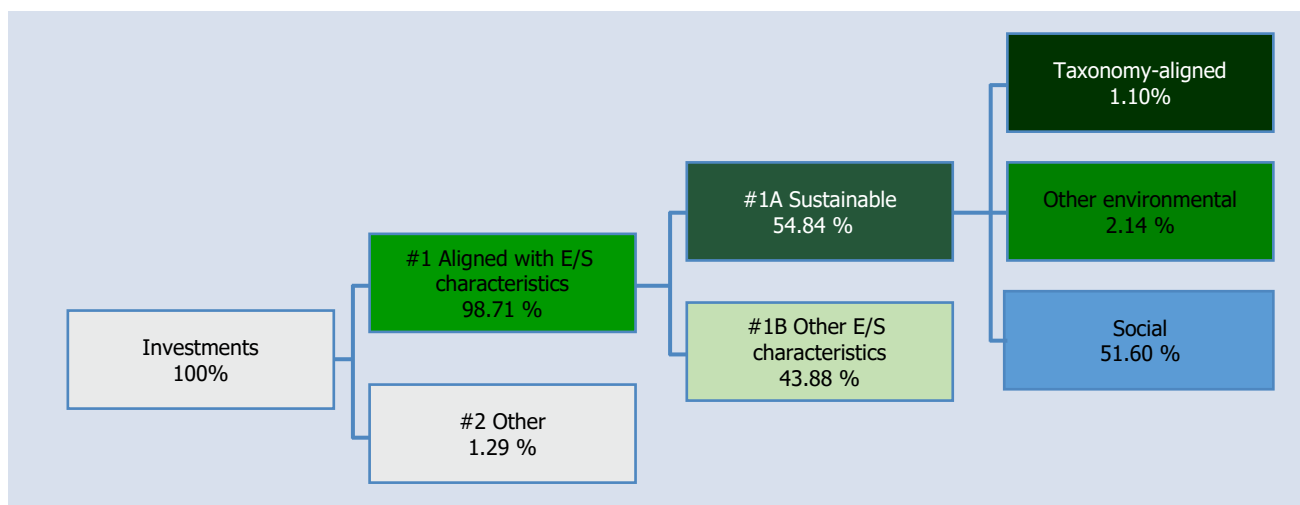 Investments
100%
#1 Aligned with E/S
characteristics
98.71 %
#2 Other
1.29 %
#1A Sustainable
54.84 %
#1B Other E/S
characteristics
43.88 %
Taxonomy-aligned
1.10%
Other environmental
2.14 %
Social
51.60 %